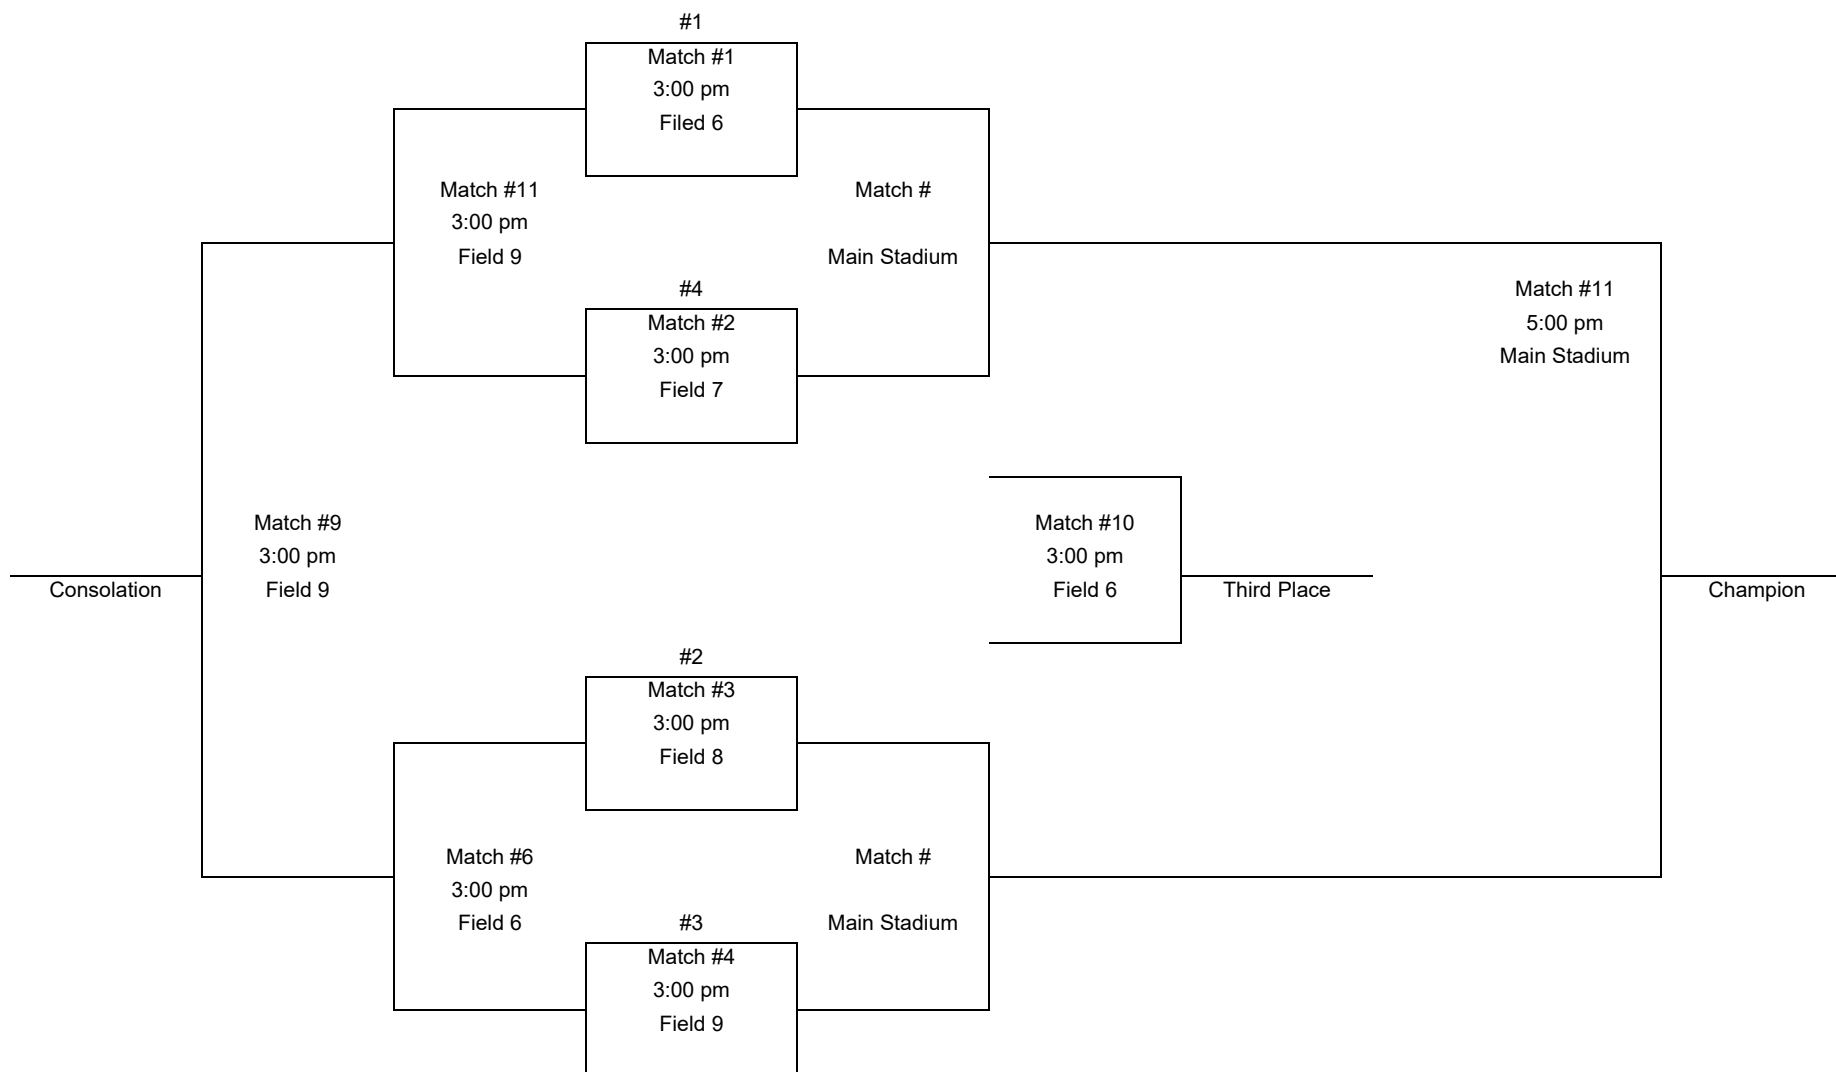 #1
Match #1
3:00 pm
Filed 6
Match #11
3:00 pm
Field 9
Match #
Main Stadium
#4
Match #2
3:00 pm
Field 7
Match #11
5:00 pm
Main Stadium
Match #9
3:00 pm
Field 9
Consolation
Match #10
3:00 pm
Field 6
Third Place
Champion
#2
Match #3
3:00 pm
Field 8
Match #6
3:00 pm
Field 6
Match #
Main Stadium
#3
Match #4
3:00 pm
Field 9